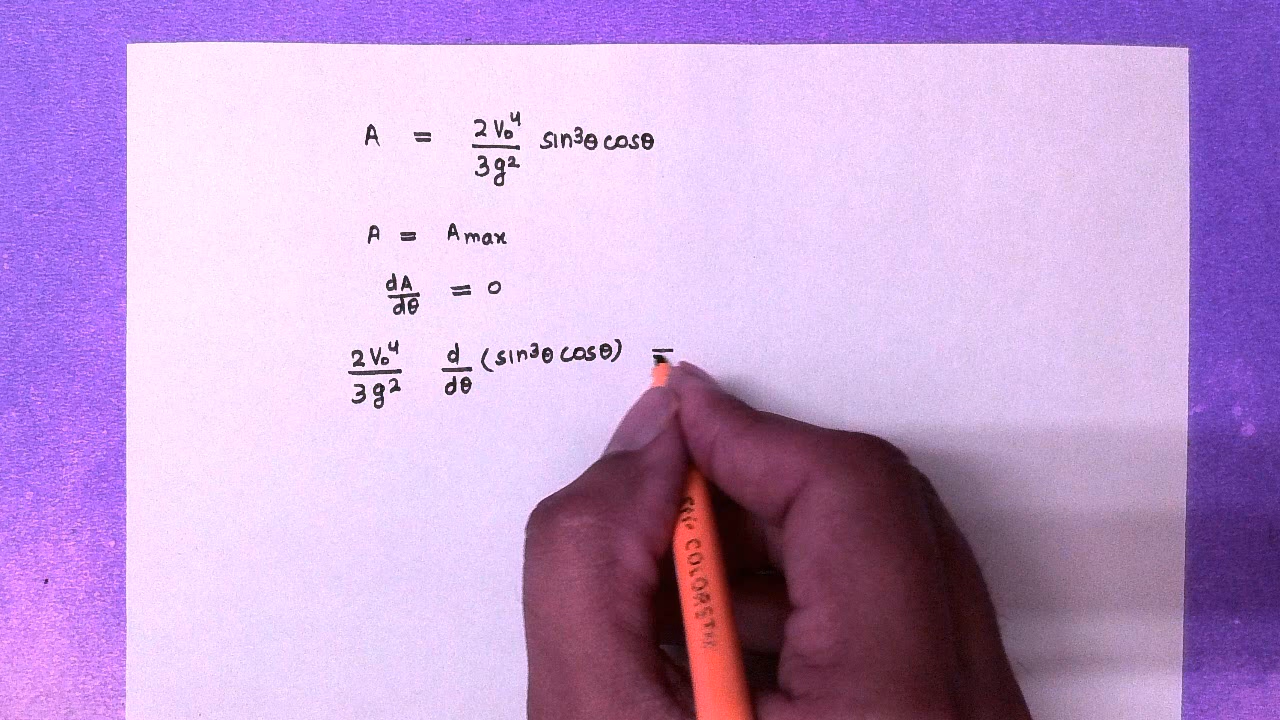 A = 2V₀⁴/3g² sin³θ cosθ
A = Amax
dA/dθ = 0
2V₀⁴/3g² d/dθ (sin³θ cosθ) =